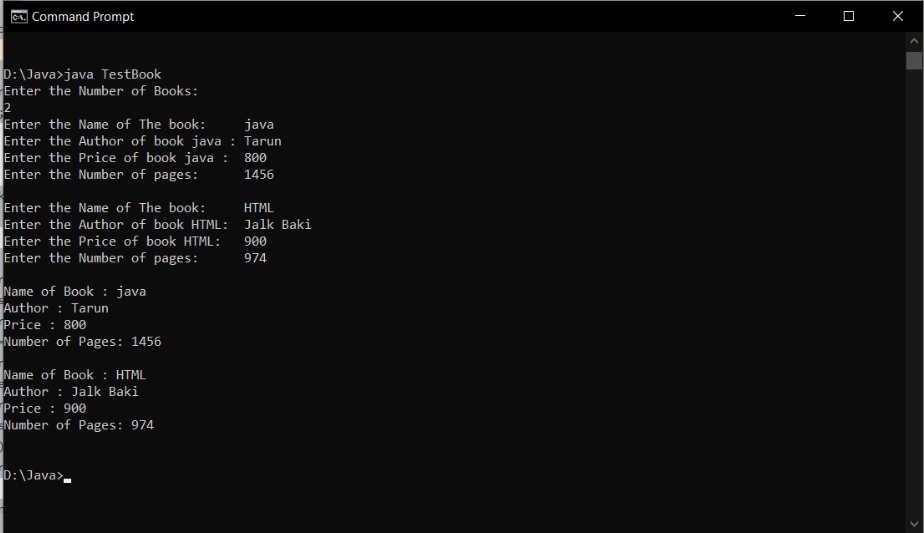 Command Prompt
D:\Java>java TestBook
Enter the Number of Books:
2
Enter the Name of The book:     java
Enter the Author of book java : Tarun
Enter the Price of book java :  800
Enter the Number of pages:      1456
Enter the Name of The book:     HTML
Enter the Author of book HTML:  Jalk Baki
Enter the Price of book HTML:   900
Enter the Number of pages:      974
Name of Book : java
Author : Tarun
Price : 800
Number of Pages: 1456
Name of Book : HTML
Author : Jalk Baki
Price : 900
Number of Pages: 974
D:\Java>